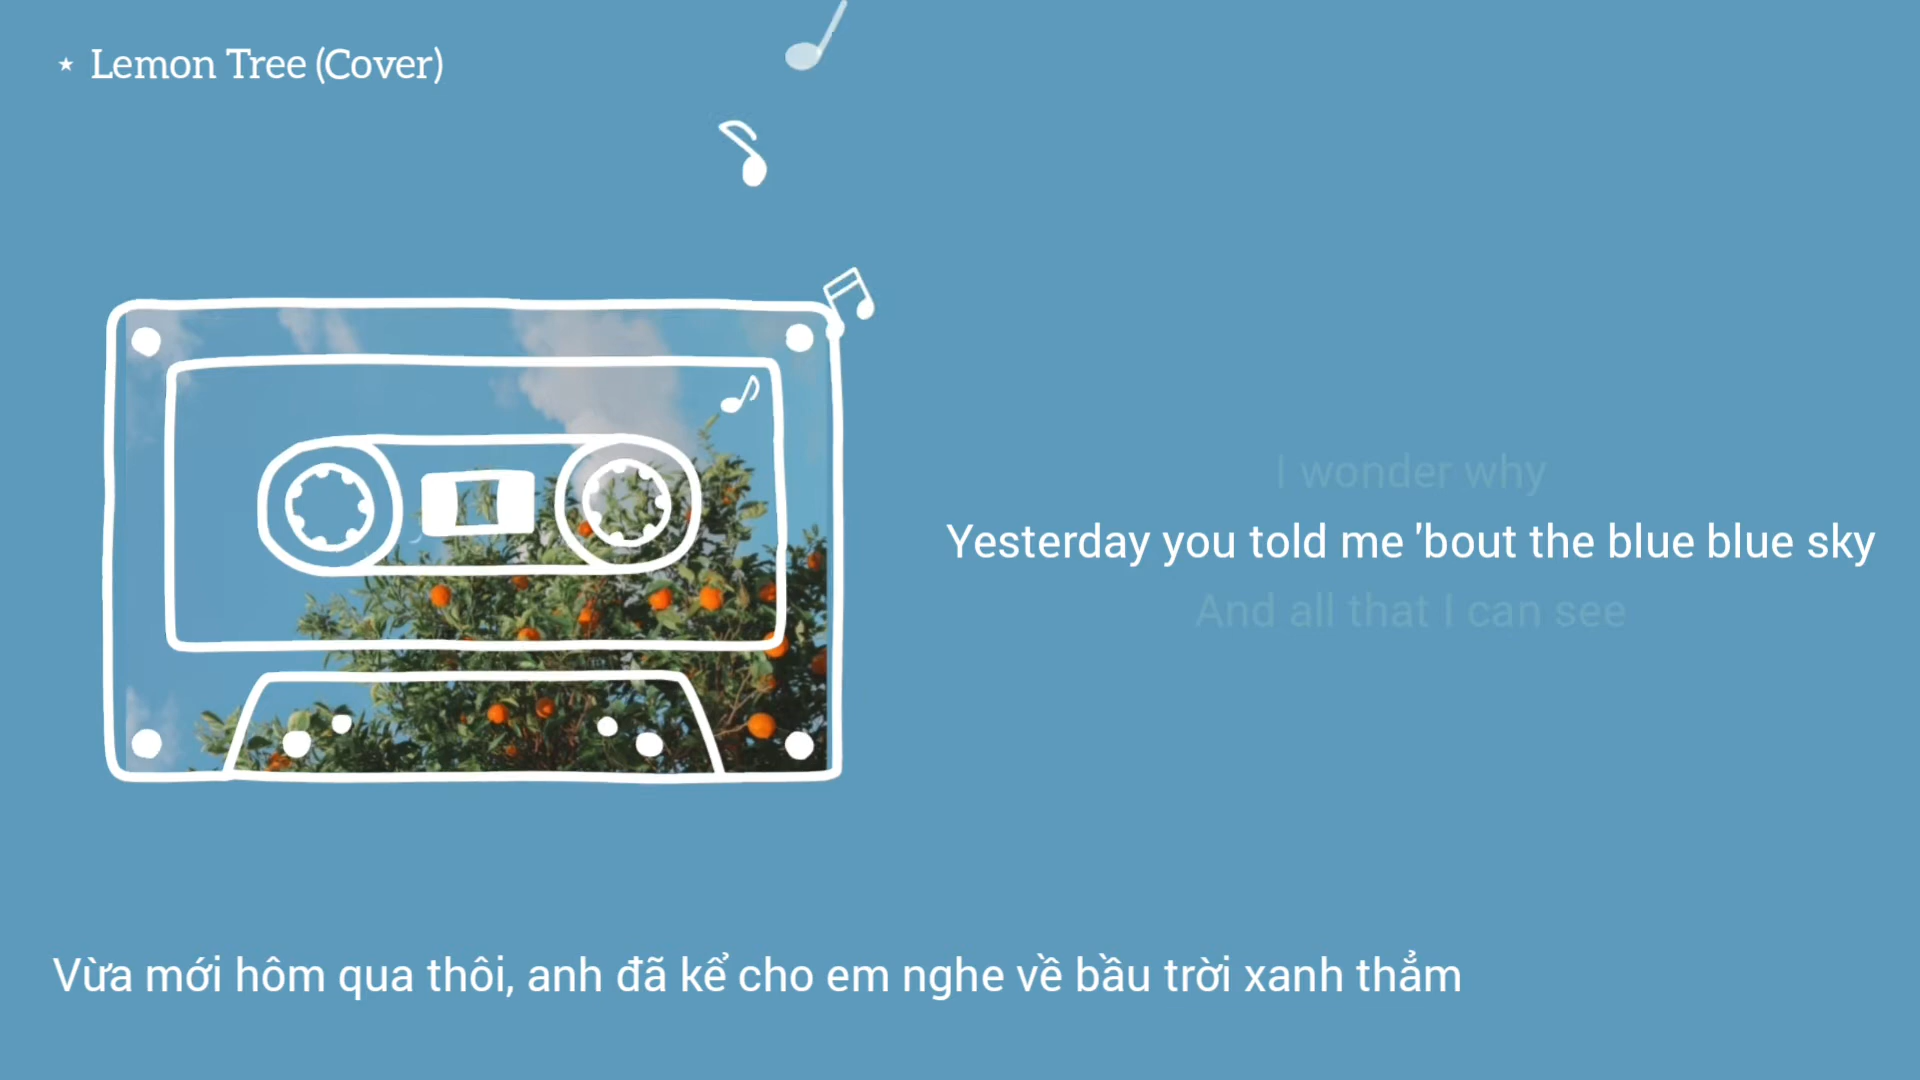 ⋆ Lemon Tree (Cover)
I wonder why
Yesterday you told me 'bout the blue blue sky
And all that I can see
Vừa mới hôm qua thôi, anh đã kể cho em nghe về bầu trời xanh thẳm